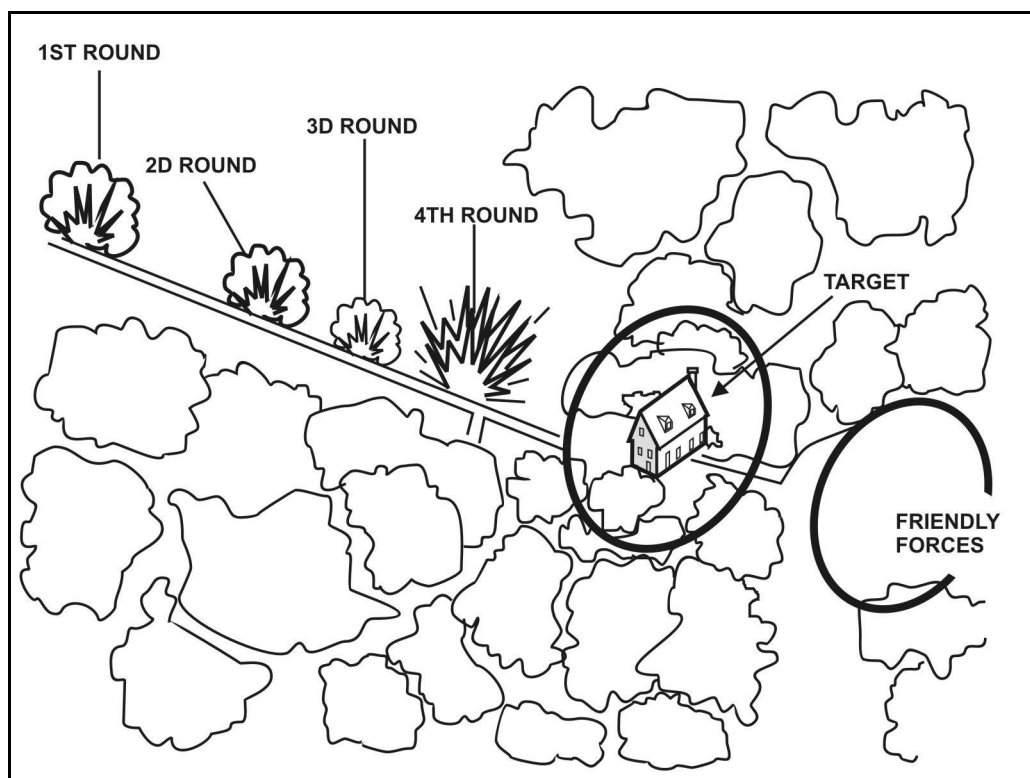 1ST ROUND
2D ROUND
3D ROUND
4TH ROUND
TARGET
FRIENDLY
FORCES